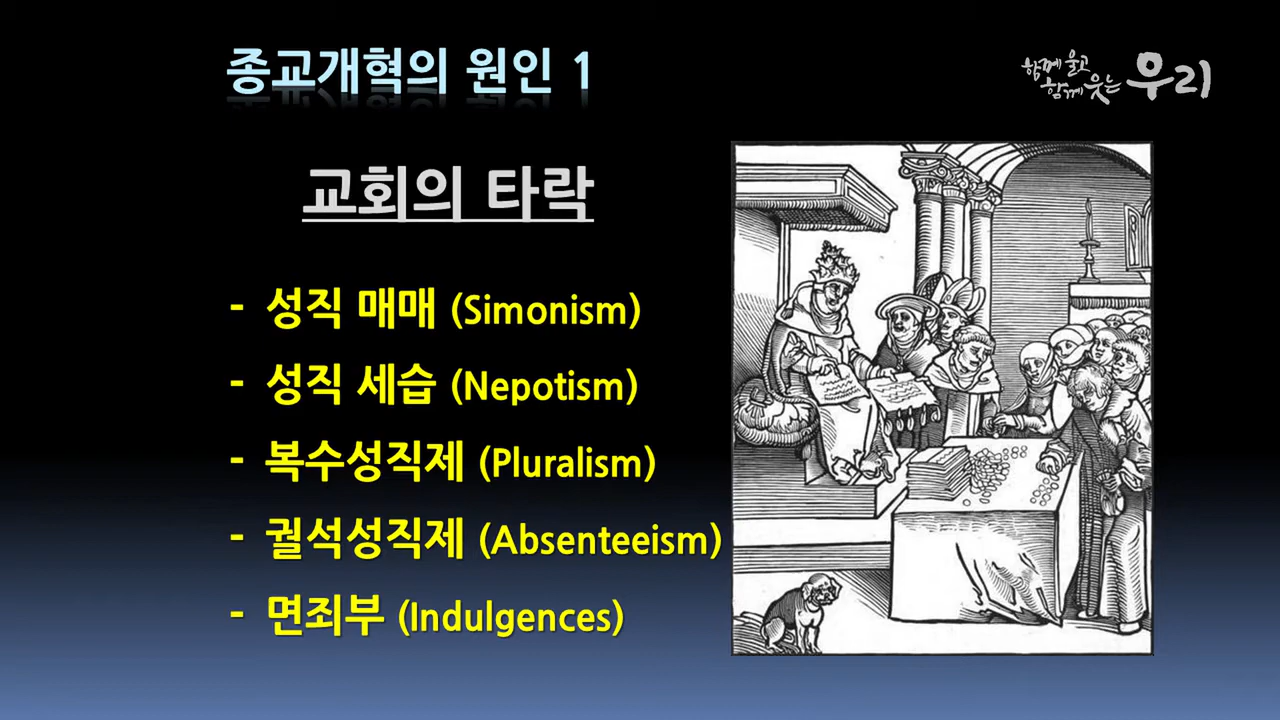 종교개혁의 원인 1
함께 울고
함께 웃는 우리
교회의 타락
- 성직 매매 (Simonism)
- 성직 세습 (Nepotism)
- 복수성직제 (Pluralism)
- 궐석성직제 (Absenteeism)
- 면죄부 (Indulgences)